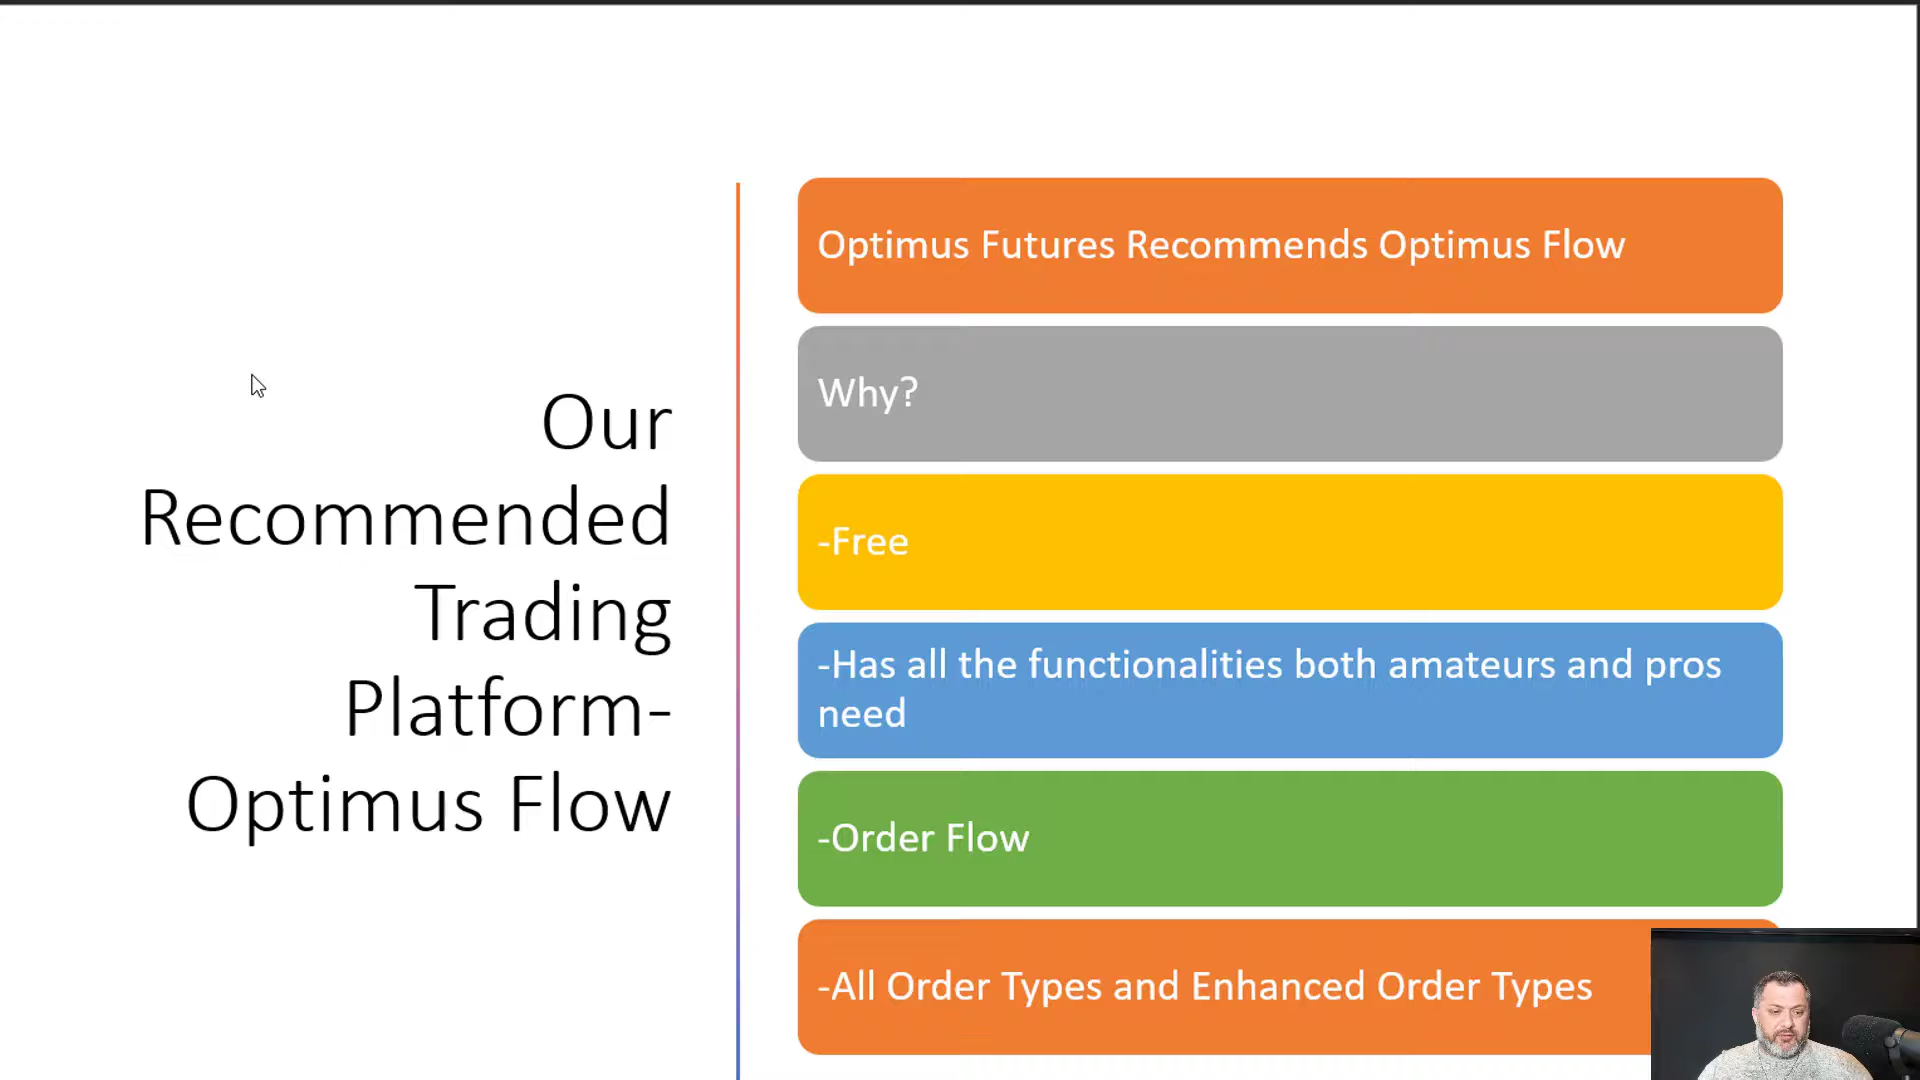 Our
Recommended
Trading
Platform-
Optimus Flow
Optimus Futures Recommends Optimus Flow
Why?
-Free
-Has all the functionalities both amateurs and pros
need
-Order Flow
-All Order Types and Enhanced Order Types